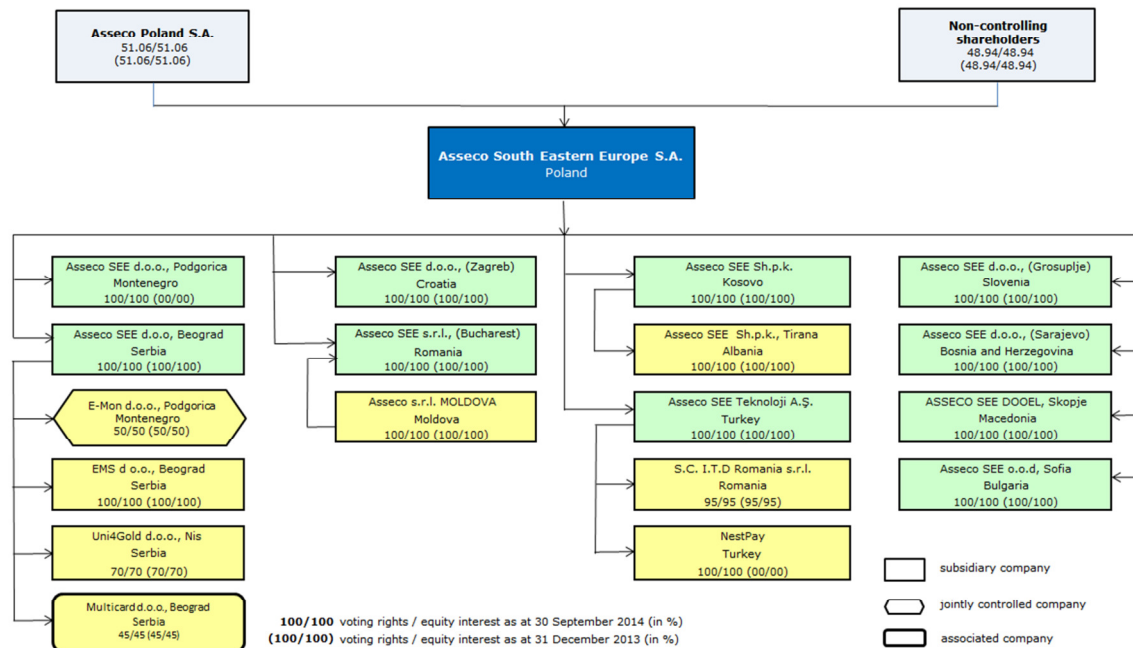 Asseco Poland S.A.
51.06/51.06
(51.06/51.06)
Non-controlling
shareholders
48.94/48.94
(48.94/48.94)
Asseco South Eastern Europe S.A.
Poland
Asseco SEE d.o.o., Podgorica
Montenegro
100/100 (00/00)
Asseco SEE d.o.o, Beograd
Serbia
100/100 (100/100)
E-Mon d.o.o., Podgorica
Montenegro
50/50 (50/50)
EMS d o.o., Beograd
Serbia
100/100 (100/100)
Uni4Gold d.o.o., Nis
Serbia
70/70 (70/70)
Multicard d.o.o., Beograd
Serbia
45/45 (45/45)
Asseco SEE d.o.o., (Zagreb)
Croatia
100/100 (100/100)
Asseco SEE s.r.l., (Bucharest)
Romania
100/100 (100/100)
Asseco s.r.l. MOLDOVA
Moldova
100/100 (100/100)
Asseco SEE Sh.p.k.
Kosovo
100/100 (100/100)
Asseco SEE Sh.p.k., Tirana
Albania
100/100 (100/100)
Asseco SEE Teknoloji A.Ş.
Turkey
100/100 (100/100)
S.C. I.T.D Romania s.r.l.
Romania
95/95 (95/95)
NestPay
Turkey
100/100 (00/00)
Asseco SEE d.o.o., (Grosuplje)
Slovenia
100/100 (100/100)
Asseco SEE d.o.o., (Sarajevo)
Bosnia and Herzegovina
100/100 (100/100)
ASSECO SEE DOOEL, Skopje
Macedonia
100/100 (100/100)
Asseco SEE o.o.d, Sofia
Bulgaria
100/100 (100/100)
subsidiary company
jointly controlled company
associated company
100/100 voting rights / equity interest as at 30 September 2014 (in %)
(100/100) voting rights / equity interest as at 31 December 2013 (in %)